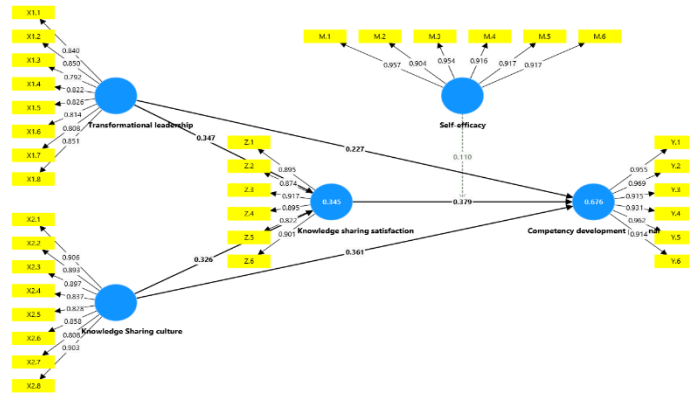 X1.1
X1.2
X1.3
X1.4
X1.5
X1.6
X1.7
X1.8
0.840
0.850
0.792
0.822
0.826
0.814
0.808
0.851
Transformational leadership
M.1
M.2
M.3
M.4
M.5
M.6
0.957
0.904
0.954
0.916
0.917
0.917
Self-efficacy
0.347
0.227
0.110
Z.1
Z.2
Z.3
Z.4
Z.5
Z.6
0.895
0.874
0.917
0.895
0.822
0.901
0.345
Knowledge sharing satisfaction
0.379
0.676
Competency development
Y.1
Y.2
Y.3
Y.4
Y.5
Y.6
0.955
0.969
0.915
0.931
0.962
0.914
0.326
0.361
X2.1
X2.2
X2.3
X2.4
X2.5
X2.6
X2.7
X2.8
0.906
0.893
0.897
0.837
0.828
0.858
0.808
0.903
Knowledge Sharing culture